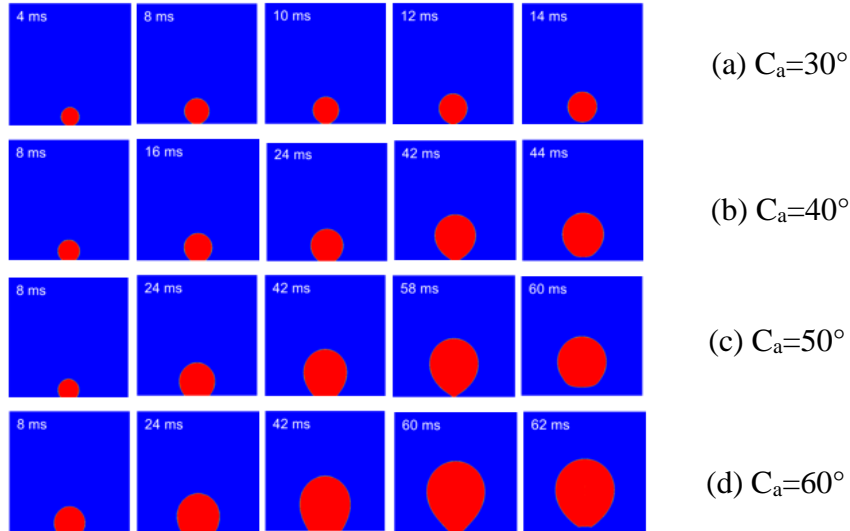 4 ms 8 ms 10 ms 12 ms 14 ms
(a) Cₐ=30°
8 ms 16 ms 24 ms 42 ms 44 ms
(b) Cₐ=40°
8 ms 24 ms 42 ms 58 ms 60 ms
(c) Cₐ=50°
8 ms 24 ms 42 ms 60 ms 62 ms
(d) Cₐ=60°